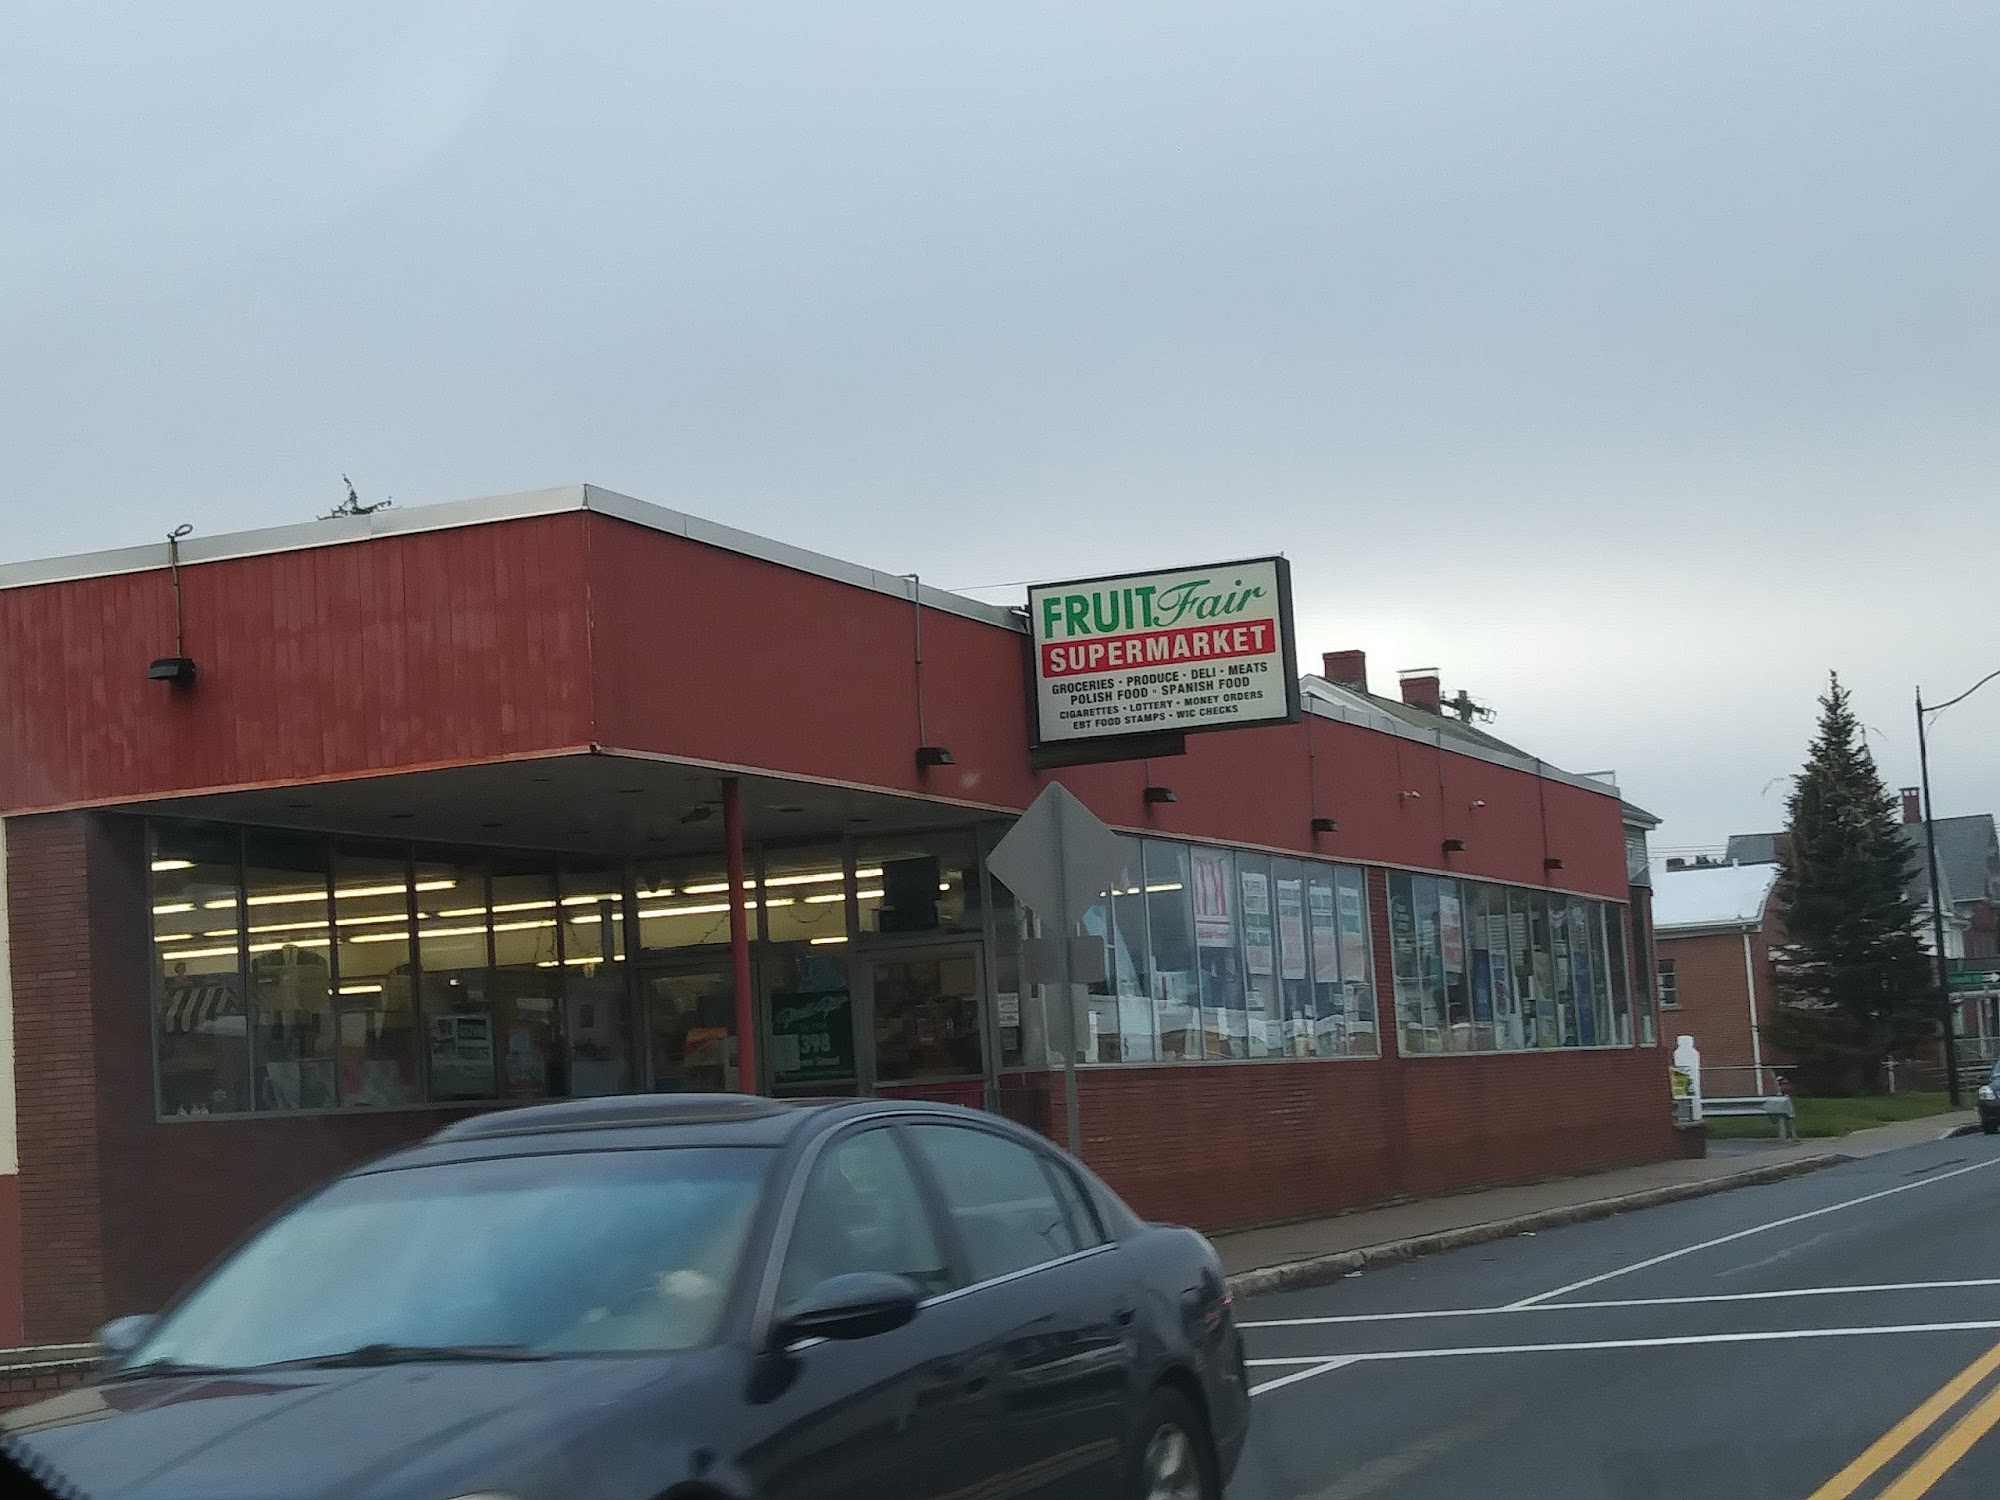 FRUIT Fair
SUPERMARKET
GROCERIES · PRODUCE · DELI · MEATS
POLISH FOOD · SPANISH FOOD
CIGARETTES · LOTTERY · MONEY ORDERS
EBT FOOD STAMPS · WIC CHECKS
398